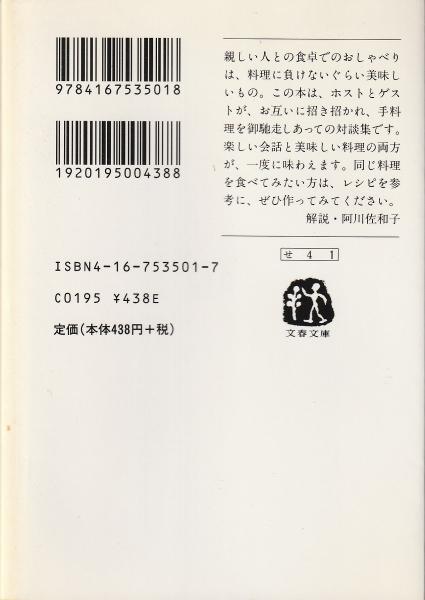 9784167535018
1920195004388
ISBN4-16-753501-7
C0195 ¥438E
定価(本体438円+税)
親しい人との食卓でのおしゃべり
は、料理に負けないぐらい美味し
いもの。この本は、ホストとゲス
トが、お互いに招き招かれ、手料
理を御馳走しあっての対談集です。
楽しい会話と美味しい料理の両方
が、一度に味わえます。同じ料理
を食べてみたい方は、レシピを参
考に、ぜひ作ってみてください。
解説・阿川佐和子
せ 4 1
文春文庫